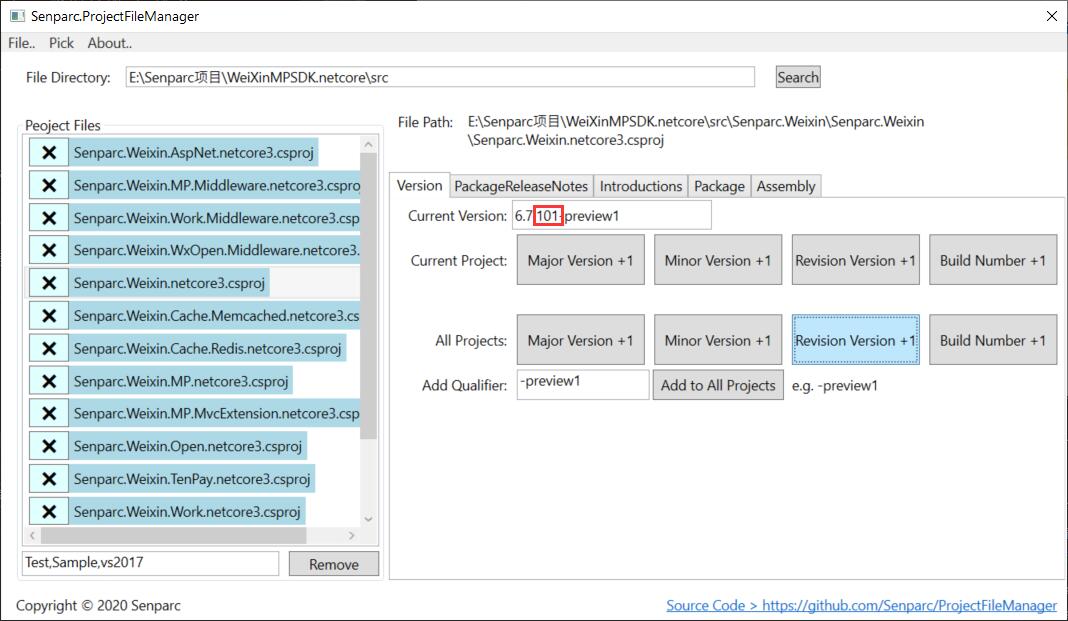 Senparc.ProjectFileManager
File.. Pick About..
File Directory: E:\Senparc项目\WeiXinMPSDK.netcore\src Search
Peoject Files
Senparc.Weixin.AspNet.netcore3.csproj
Senparc.Weixin.MP.Middleware.netcore3.cspro
Senparc.Weixin.Work.Middleware.netcore3.csp
Senparc.Weixin.WxOpen.Middleware.netcore3.
Senparc.Weixin.netcore3.csproj
Senparc.Weixin.Cache.Memcached.netcore3.cs
Senparc.Weixin.Cache.Redis.netcore3.csproj
Senparc.Weixin.MP.netcore3.csproj
Senparc.Weixin.MP.MvcExtension.netcore3.csp
Senparc.Weixin.Open.netcore3.csproj
Senparc.Weixin.TenPay.netcore3.csproj
Senparc.Weixin.Work.netcore3.csproj
Test,Sample,vs2017 Remove
File Path: E:\Senparc项目\WeiXinMPSDK.netcore\src\Senparc.Weixin\Senparc.Weixin
\Senparc.Weixin.netcore3.csproj
Version PackageReleaseNotes Introductions Package Assembly
Current Version: 6.7.101-preview1
Current Project: Major Version +1 Minor Version +1 Revision Version +1 Build Number +1
All Projects: Major Version +1 Minor Version +1 Revision Version +1 Build Number +1
Add Qualifier: -preview1 Add to All Projects e.g. -preview1
Copyright © 2020 Senparc
Source Code > https://github.com/Senparc/ProjectFileManager